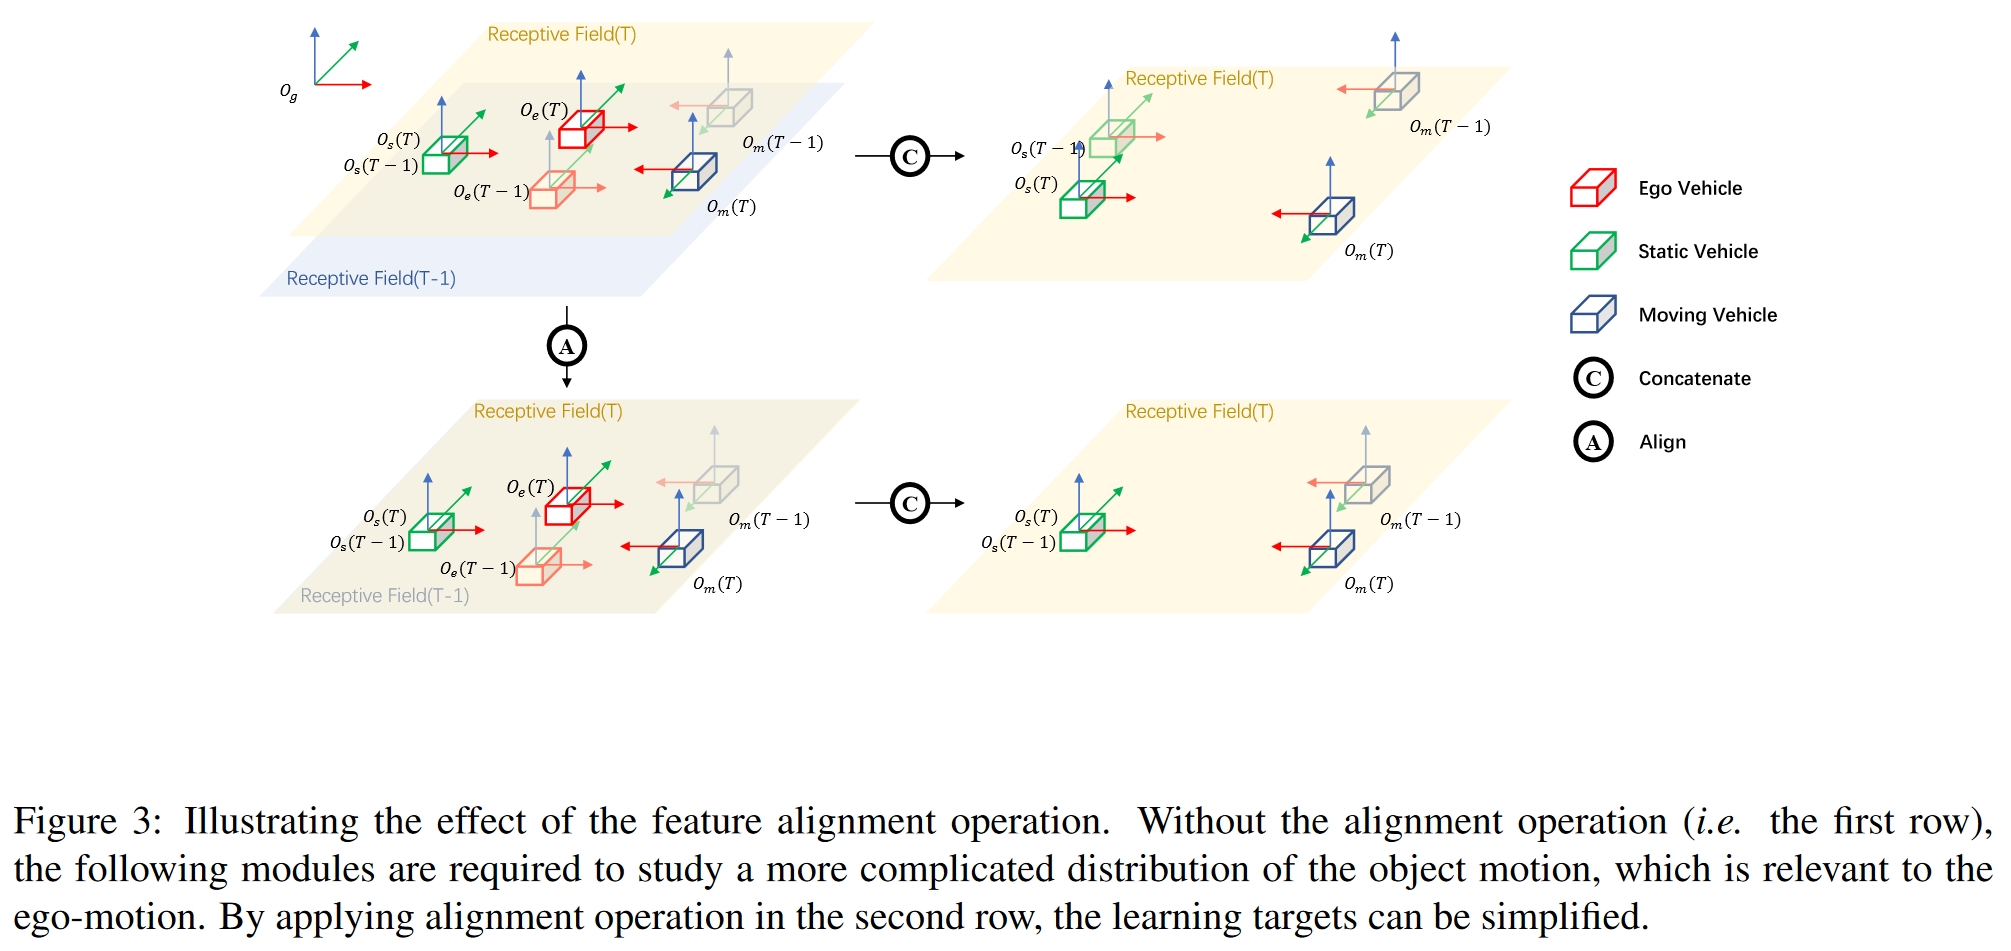 Receptive Field(T)
O_g
O_e(T)
O_s(T)
O_m(T − 1)
O_s(T − 1)
O_e(T − 1)
O_m(T)
Receptive Field(T-1)
C
Receptive Field(T)
O_m(T − 1)
O_s(T − 1)
O_s(T)
O_m(T)
A
Receptive Field(T)
O_e(T)
O_s(T)
O_m(T − 1)
O_s(T − 1)
O_e(T − 1)
O_m(T)
Receptive Field(T-1)
C
Receptive Field(T)
O_s(T)
O_m(T − 1)
O_s(T − 1)
O_m(T)
Ego Vehicle
Static Vehicle
Moving Vehicle
C Concatenate
A Align
Figure 3: Illustrating the effect of the feature alignment operation. Without the alignment operation (i.e. the first row),
the following modules are required to study a more complicated distribution of the object motion, which is relevant to the
ego-motion. By applying alignment operation in the second row, the learning targets can be simplified.